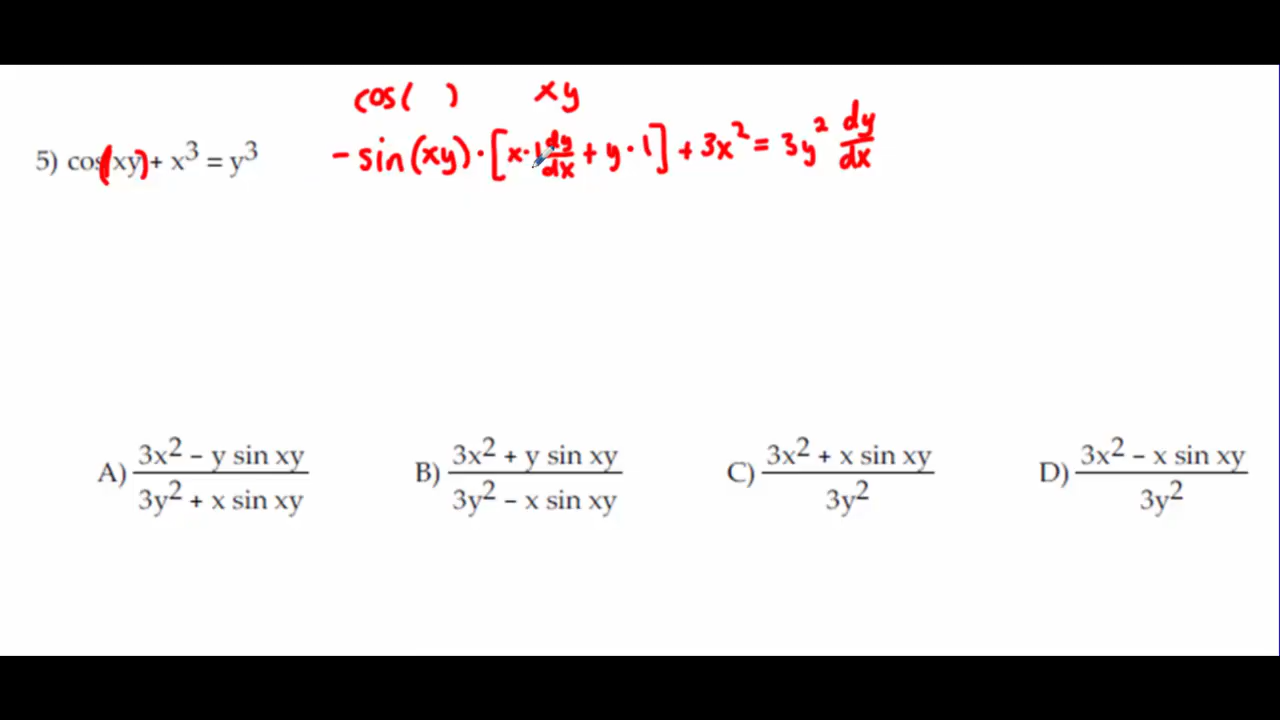 cos( ) xy
5) cos(xy) + x³ = y³ - sin(xy) · [x · 1 dy/dx + y · 1] + 3x² = 3y² dy/dx
A) (3x² - y sin xy)/(3y² + x sin xy) B) (3x² + y sin xy)/(3y² - x sin xy) C) (3x² + x sin xy)/(3y²) D) (3x² - x sin xy)/(3y²)